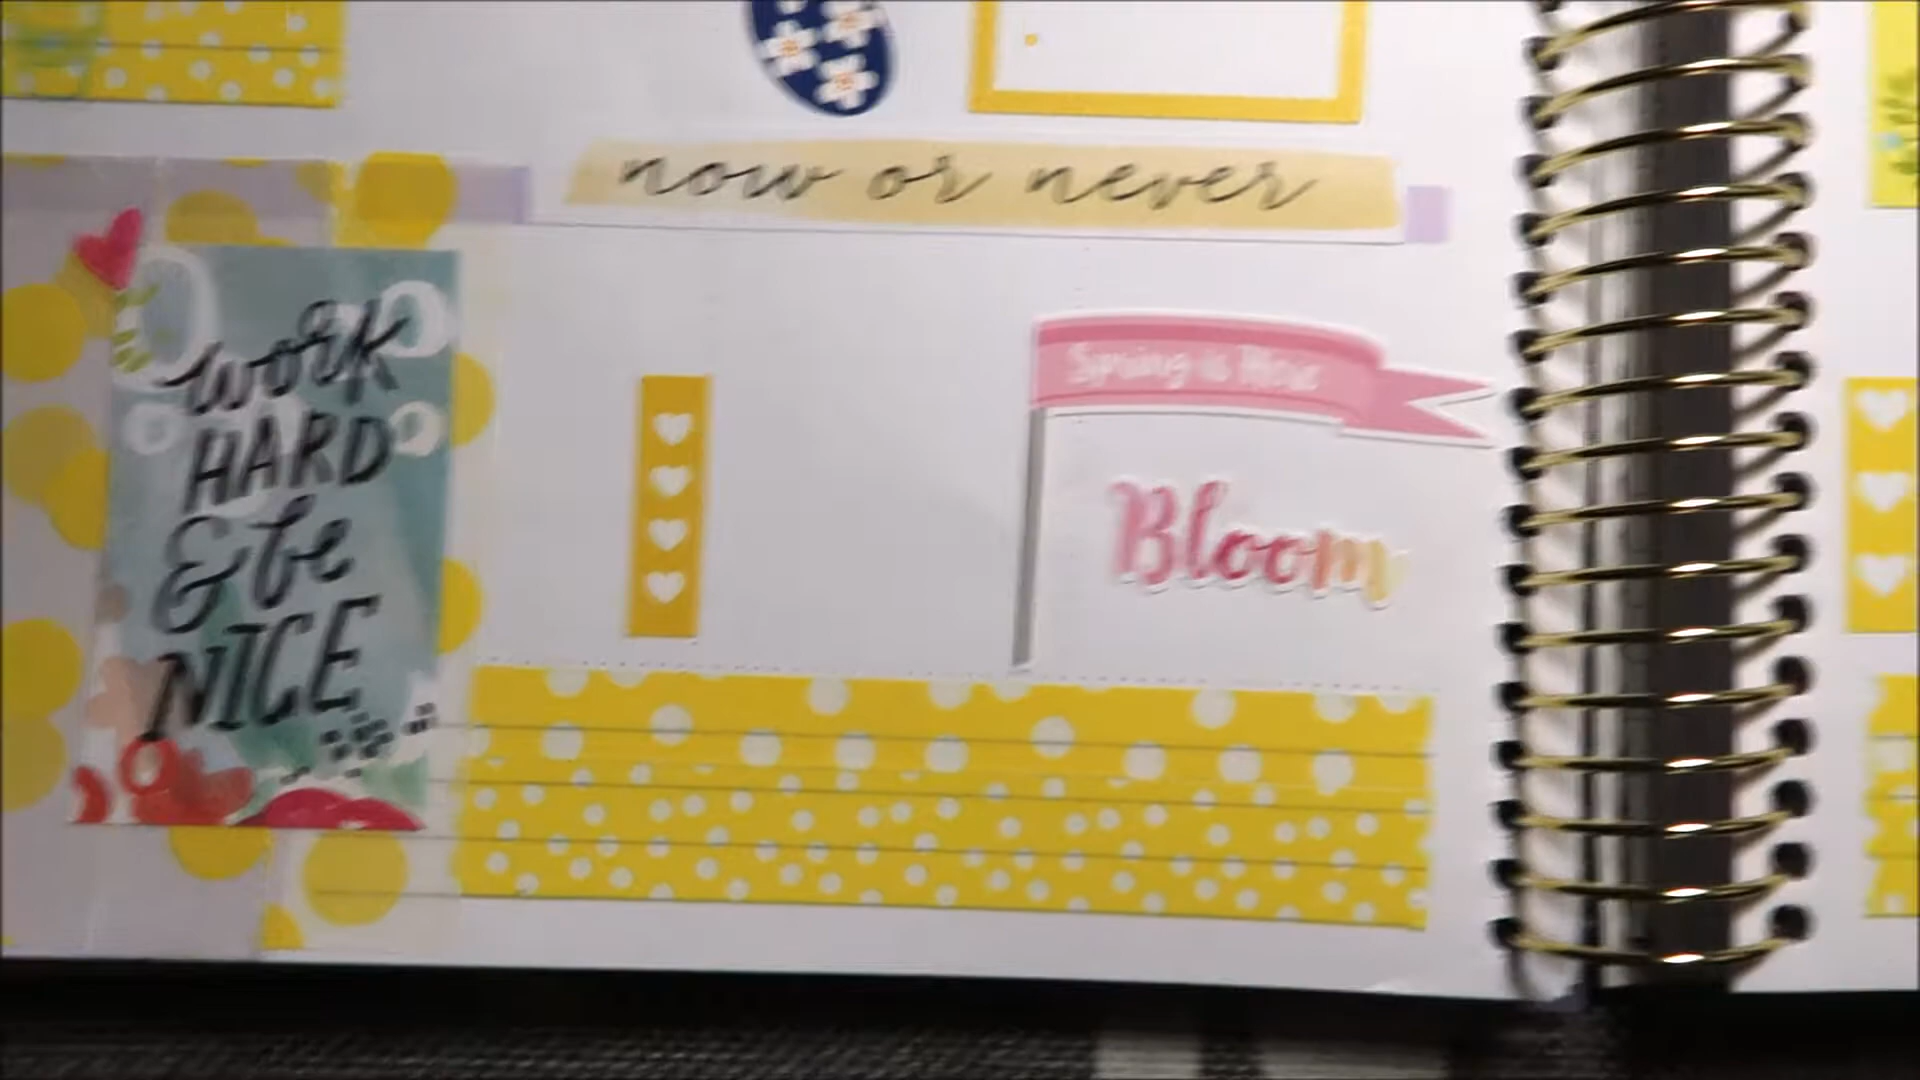 now or never
work
HARD
& be
NICE
Spring is Here
Bloom